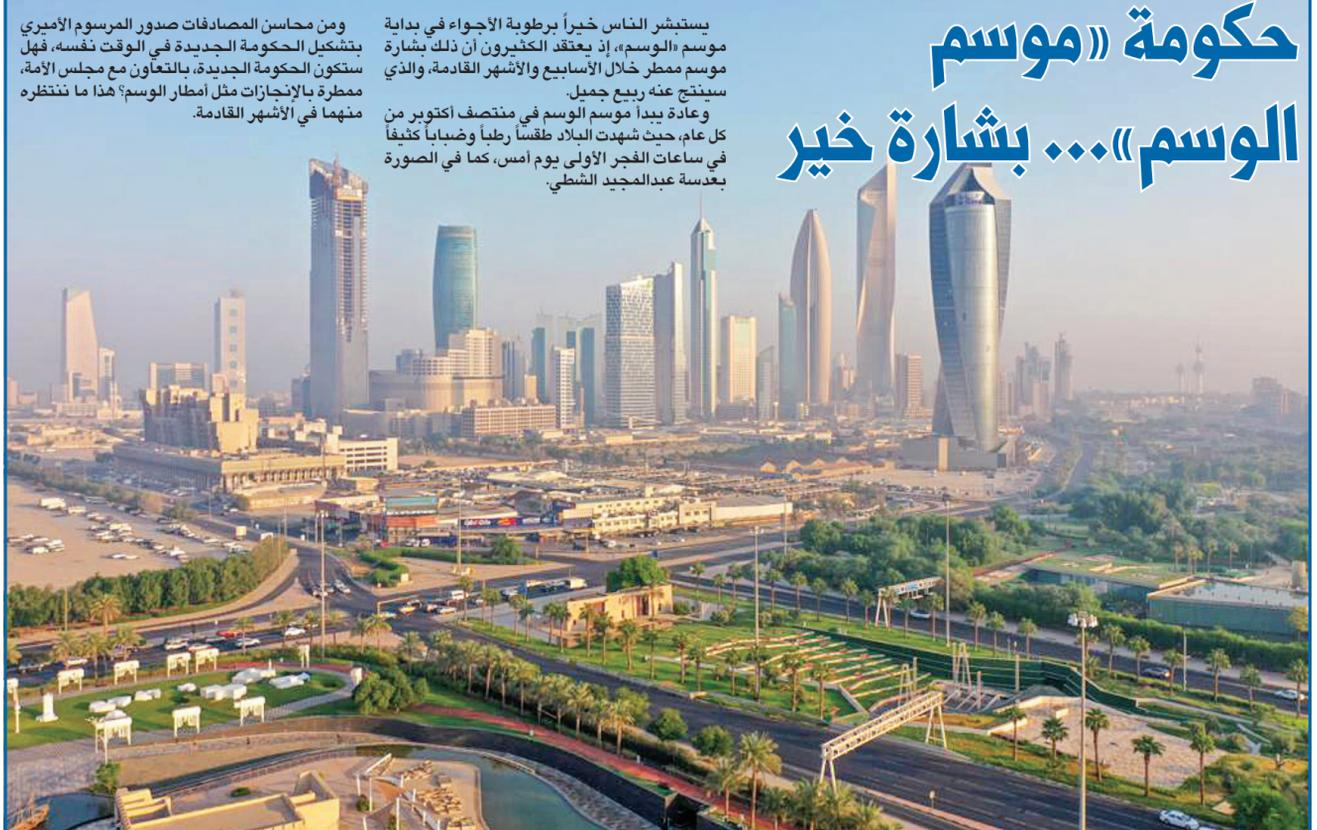 حكومة «موسم
الوسم»... بشارة خير
يستبشر الناس خيراً برطوبة الأجواء في بداية
موسم «الوسم»، إذ يعتقد الكثيرون أن ذلك بشارة
موسم ممطر خلال الأسابيع والأشهر القادمة، والذي
سينتج عنه ربيع جميل.
وعادة يبدأ موسم الوسم في منتصف أكتوبر من
كل عام، حيث شهدت البلاد طقساً رطباً وضباباً كثيفاً
في ساعات الفجر الأولى يوم أمس، كما في الصورة
بعدسة عبدالمجيد الشطي.
ومن محاسن المصادفات صدور المرسوم الأميري
بتشكيل الحكومة الجديدة في الوقت نفسه، فهل
ستكون الحكومة الجديدة، بالتعاون مع مجلس الأمة،
ممطرة بالإنجازات مثل أمطار الوسم؟ هذا ما ننتظره
منهما في الأشهر القادمة.